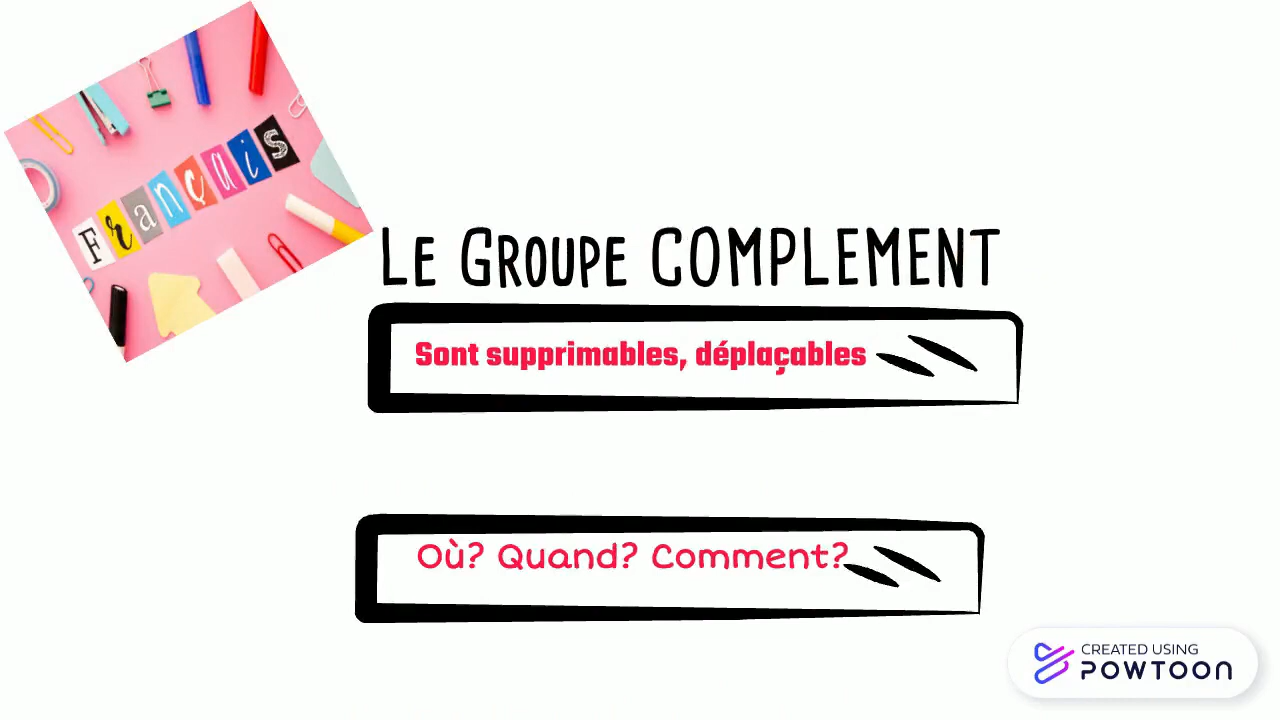 Français
Le Groupe COMPLEMENT
Sont supprimables, déplaçables
Où? Quand? Comment?
CREATED USING
POWTOON